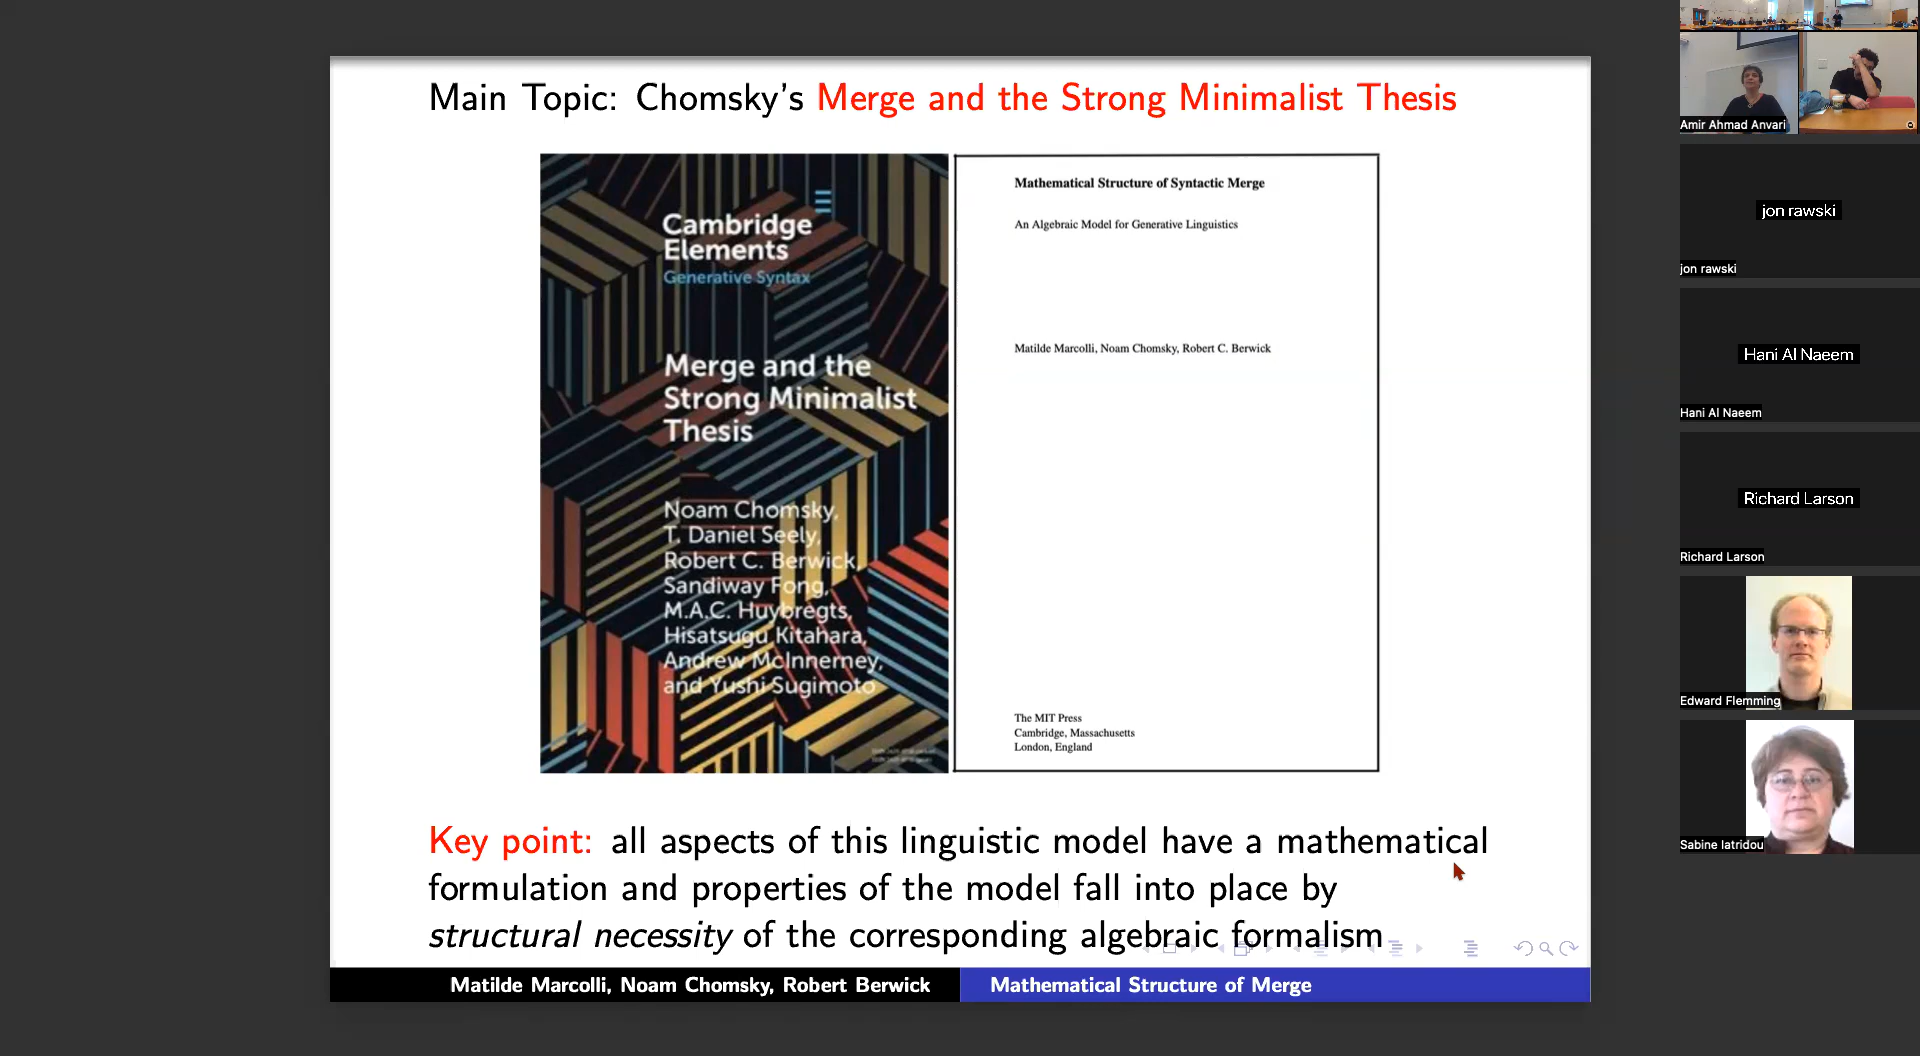 Main Topic: Chomsky's Merge and the Strong Minimalist Thesis
Cambridge
Elements
Generative Syntax
Merge and the
Strong Minimalist
Thesis
Noam Chomsky,
T. Daniel Seely,
Robert C. Berwick,
Sandiway Fong,
M.A.C. Huybregts,
Hisatsugu Kitahara,
Andrew McInnerney,
and Yushi Sugimoto
Mathematical Structure of Syntactic Merge
An Algebraic Model for Generative Linguistics
Matilde Marcolli, Noam Chomsky, Robert C. Berwick
The MIT Press
Cambridge, Massachusetts
London, England
Key point: all aspects of this linguistic model have a mathematical
formulation and properties of the model fall into place by
structural necessity of the corresponding algebraic formalism
Matilde Marcolli, Noam Chomsky, Robert Berwick
Mathematical Structure of Merge
Amir Ahmad Anvari
jon rawski
jon rawski
Hani Al Naeem
Hani Al Naeem
Richard Larson
Richard Larson
Edward Flemming
Sabine Iatridou